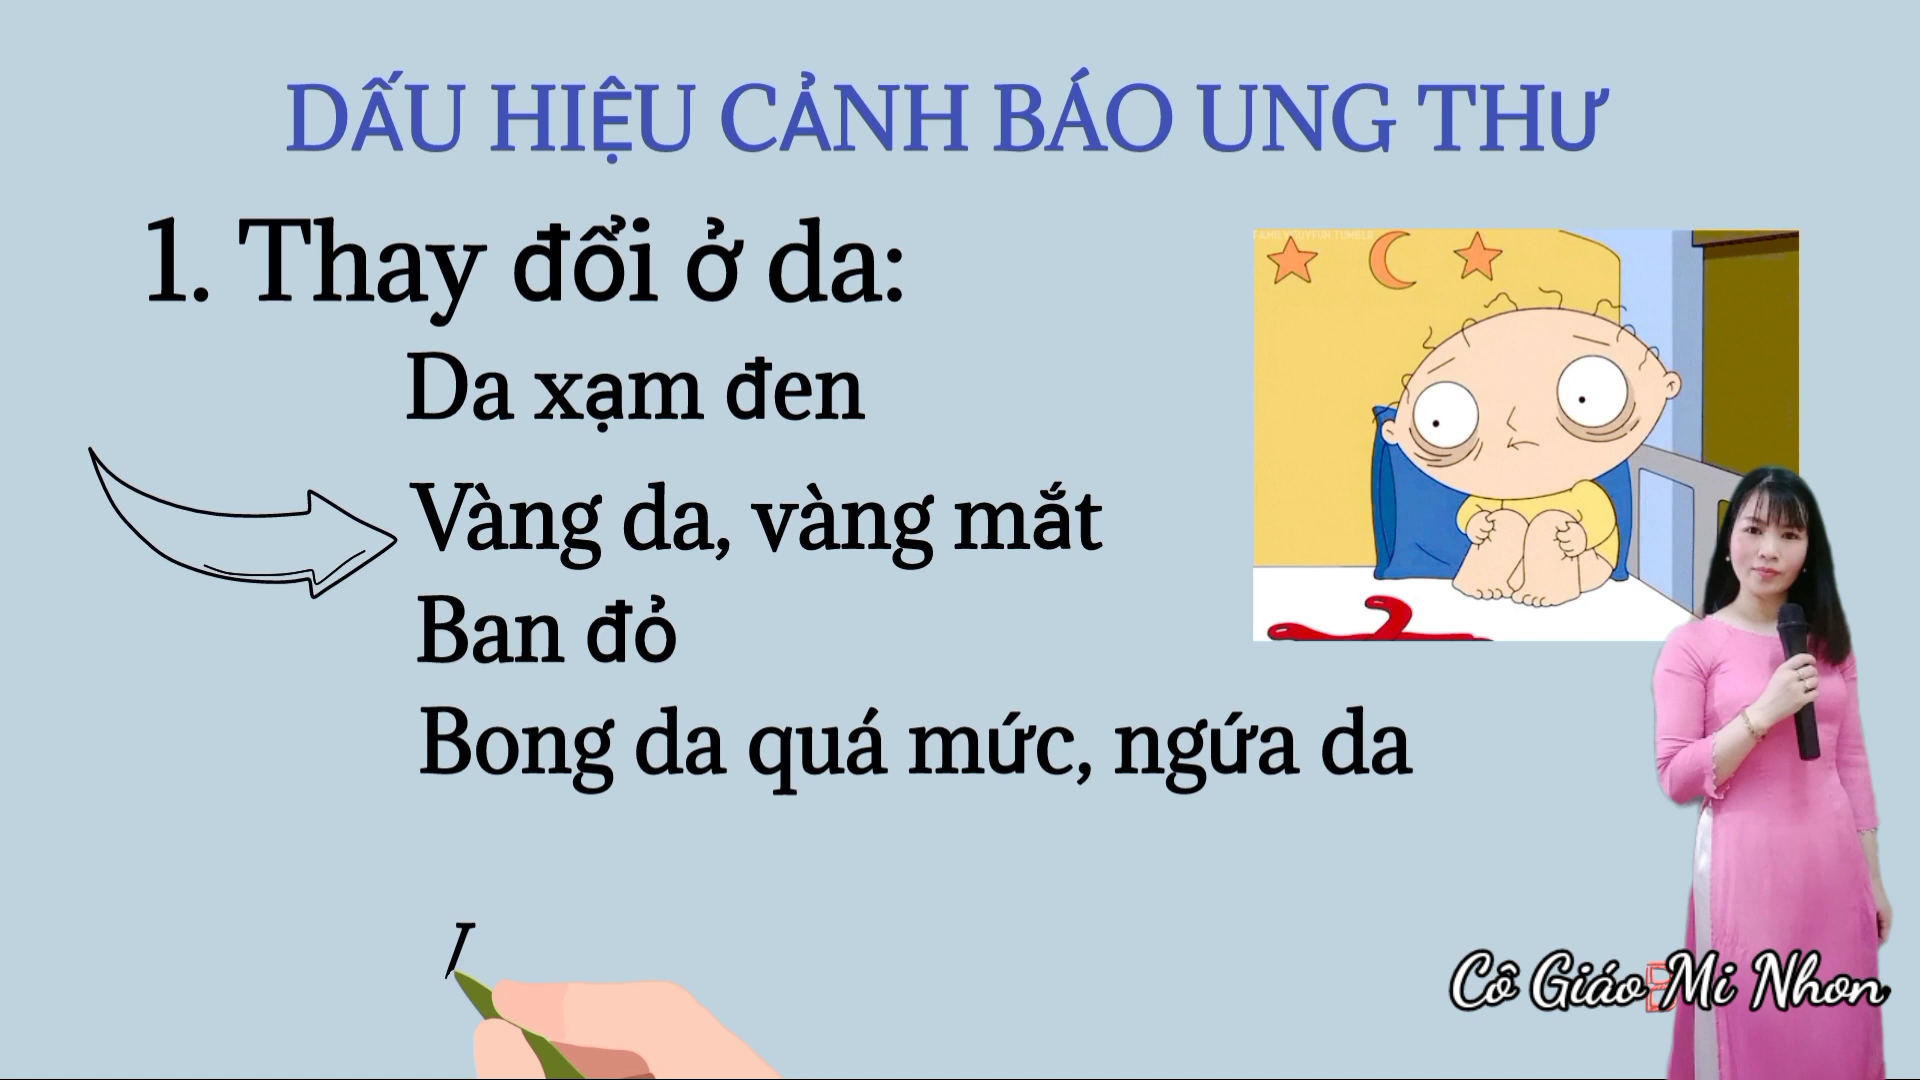 DẤU HIỆU CẢNH BÁO UNG THƯ
1. Thay đổi ở da:
Da xạm đen
Vàng da, vàng mắt
Ban đỏ
Bong da quá mức, ngứa da
Cô Giáo Mi Nhon